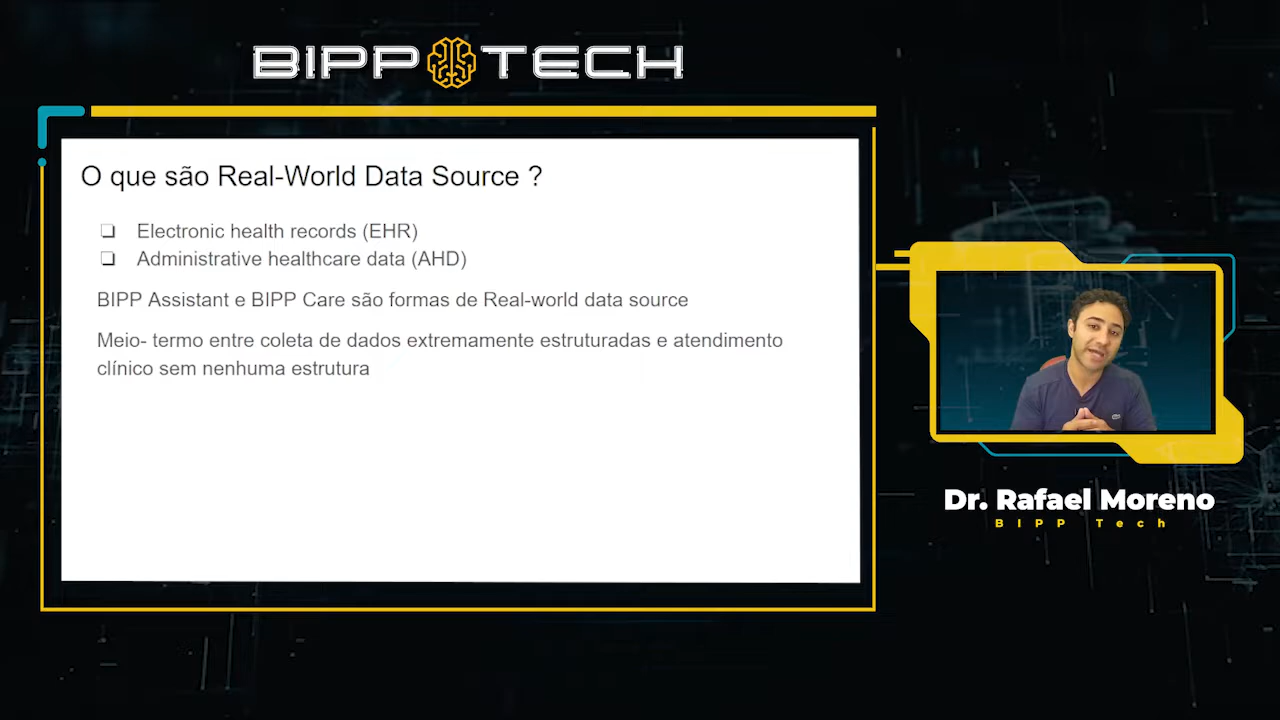 BIPP TECH
O que são Real-World Data Source ?
❏ Electronic health records (EHR)
❏ Administrative healthcare data (AHD)
BIPP Assistant e BIPP Care são formas de Real-world data source
Meio- termo entre coleta de dados extremamente estruturadas e atendimento
clínico sem nenhuma estrutura
Dr. Rafael Moreno
BIPP Tech